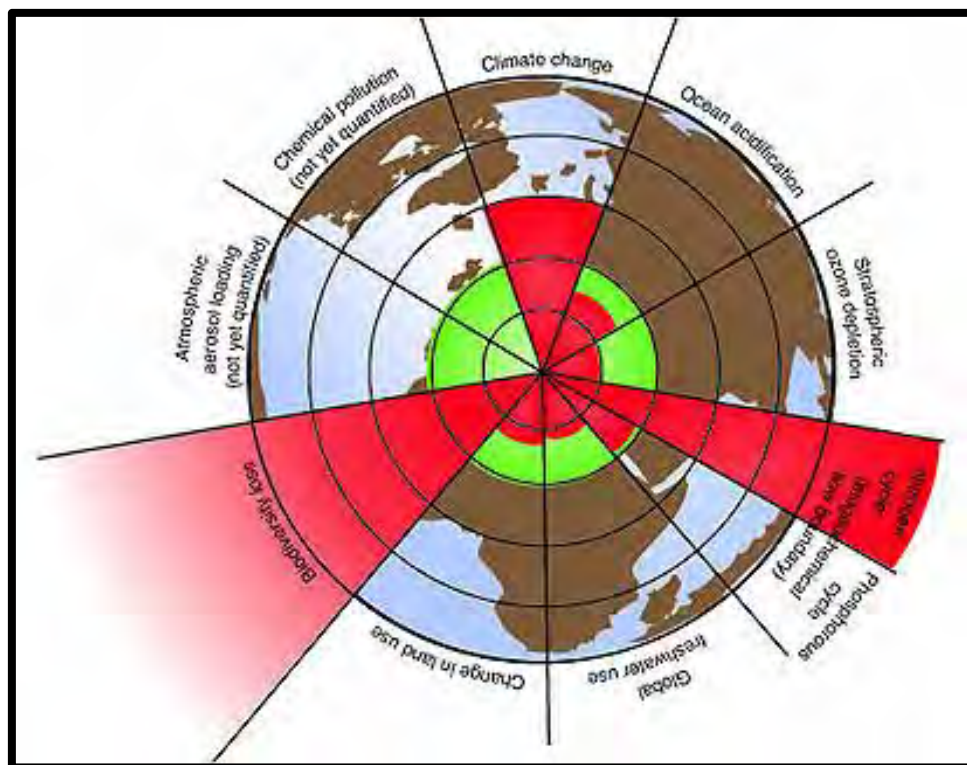 Climate change
Ocean acidification
Stratospheric
ozone depletion
cycle
(biogeochemical
flow boundary)
Phosphorous
cycle
Global
freshwater use
Change in land use
Biodiversity loss
Atmospheric
aerosol loading
(not yet quantified)
Chemical pollution
(not yet quantified)